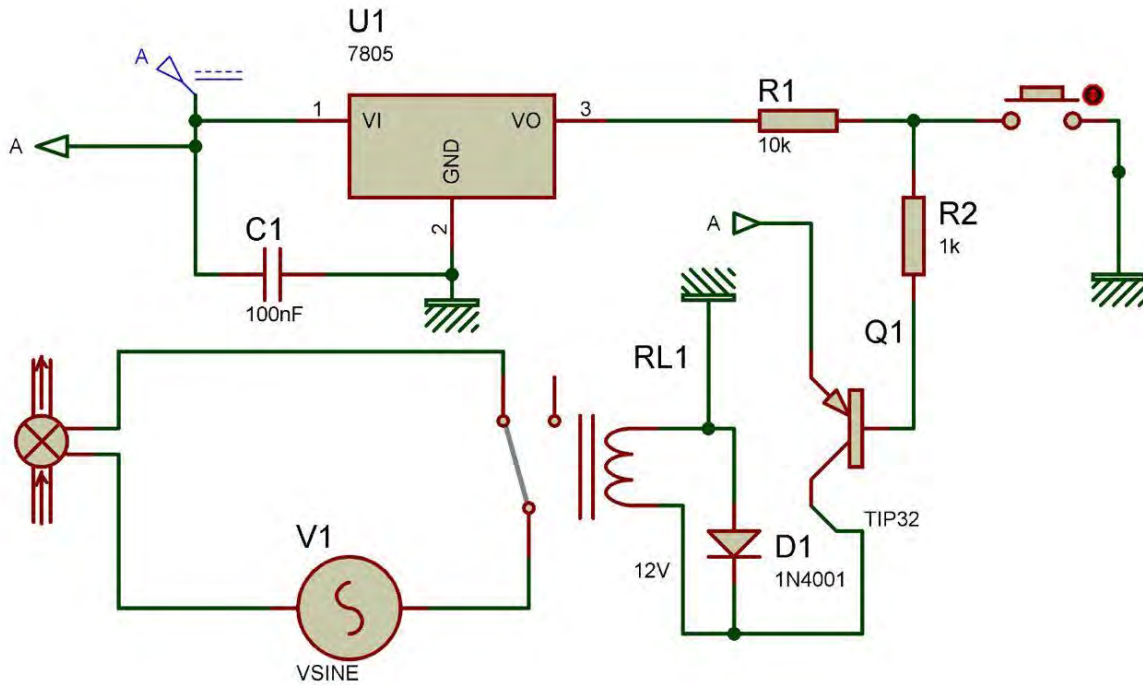 U1
7805
A
A
1
VI
VO
3
GND
2
R1
10k
R2
1k
C1
100nF
A
Q1
RL1
TIP32
12V
D1
1N4001
V1
VSINE